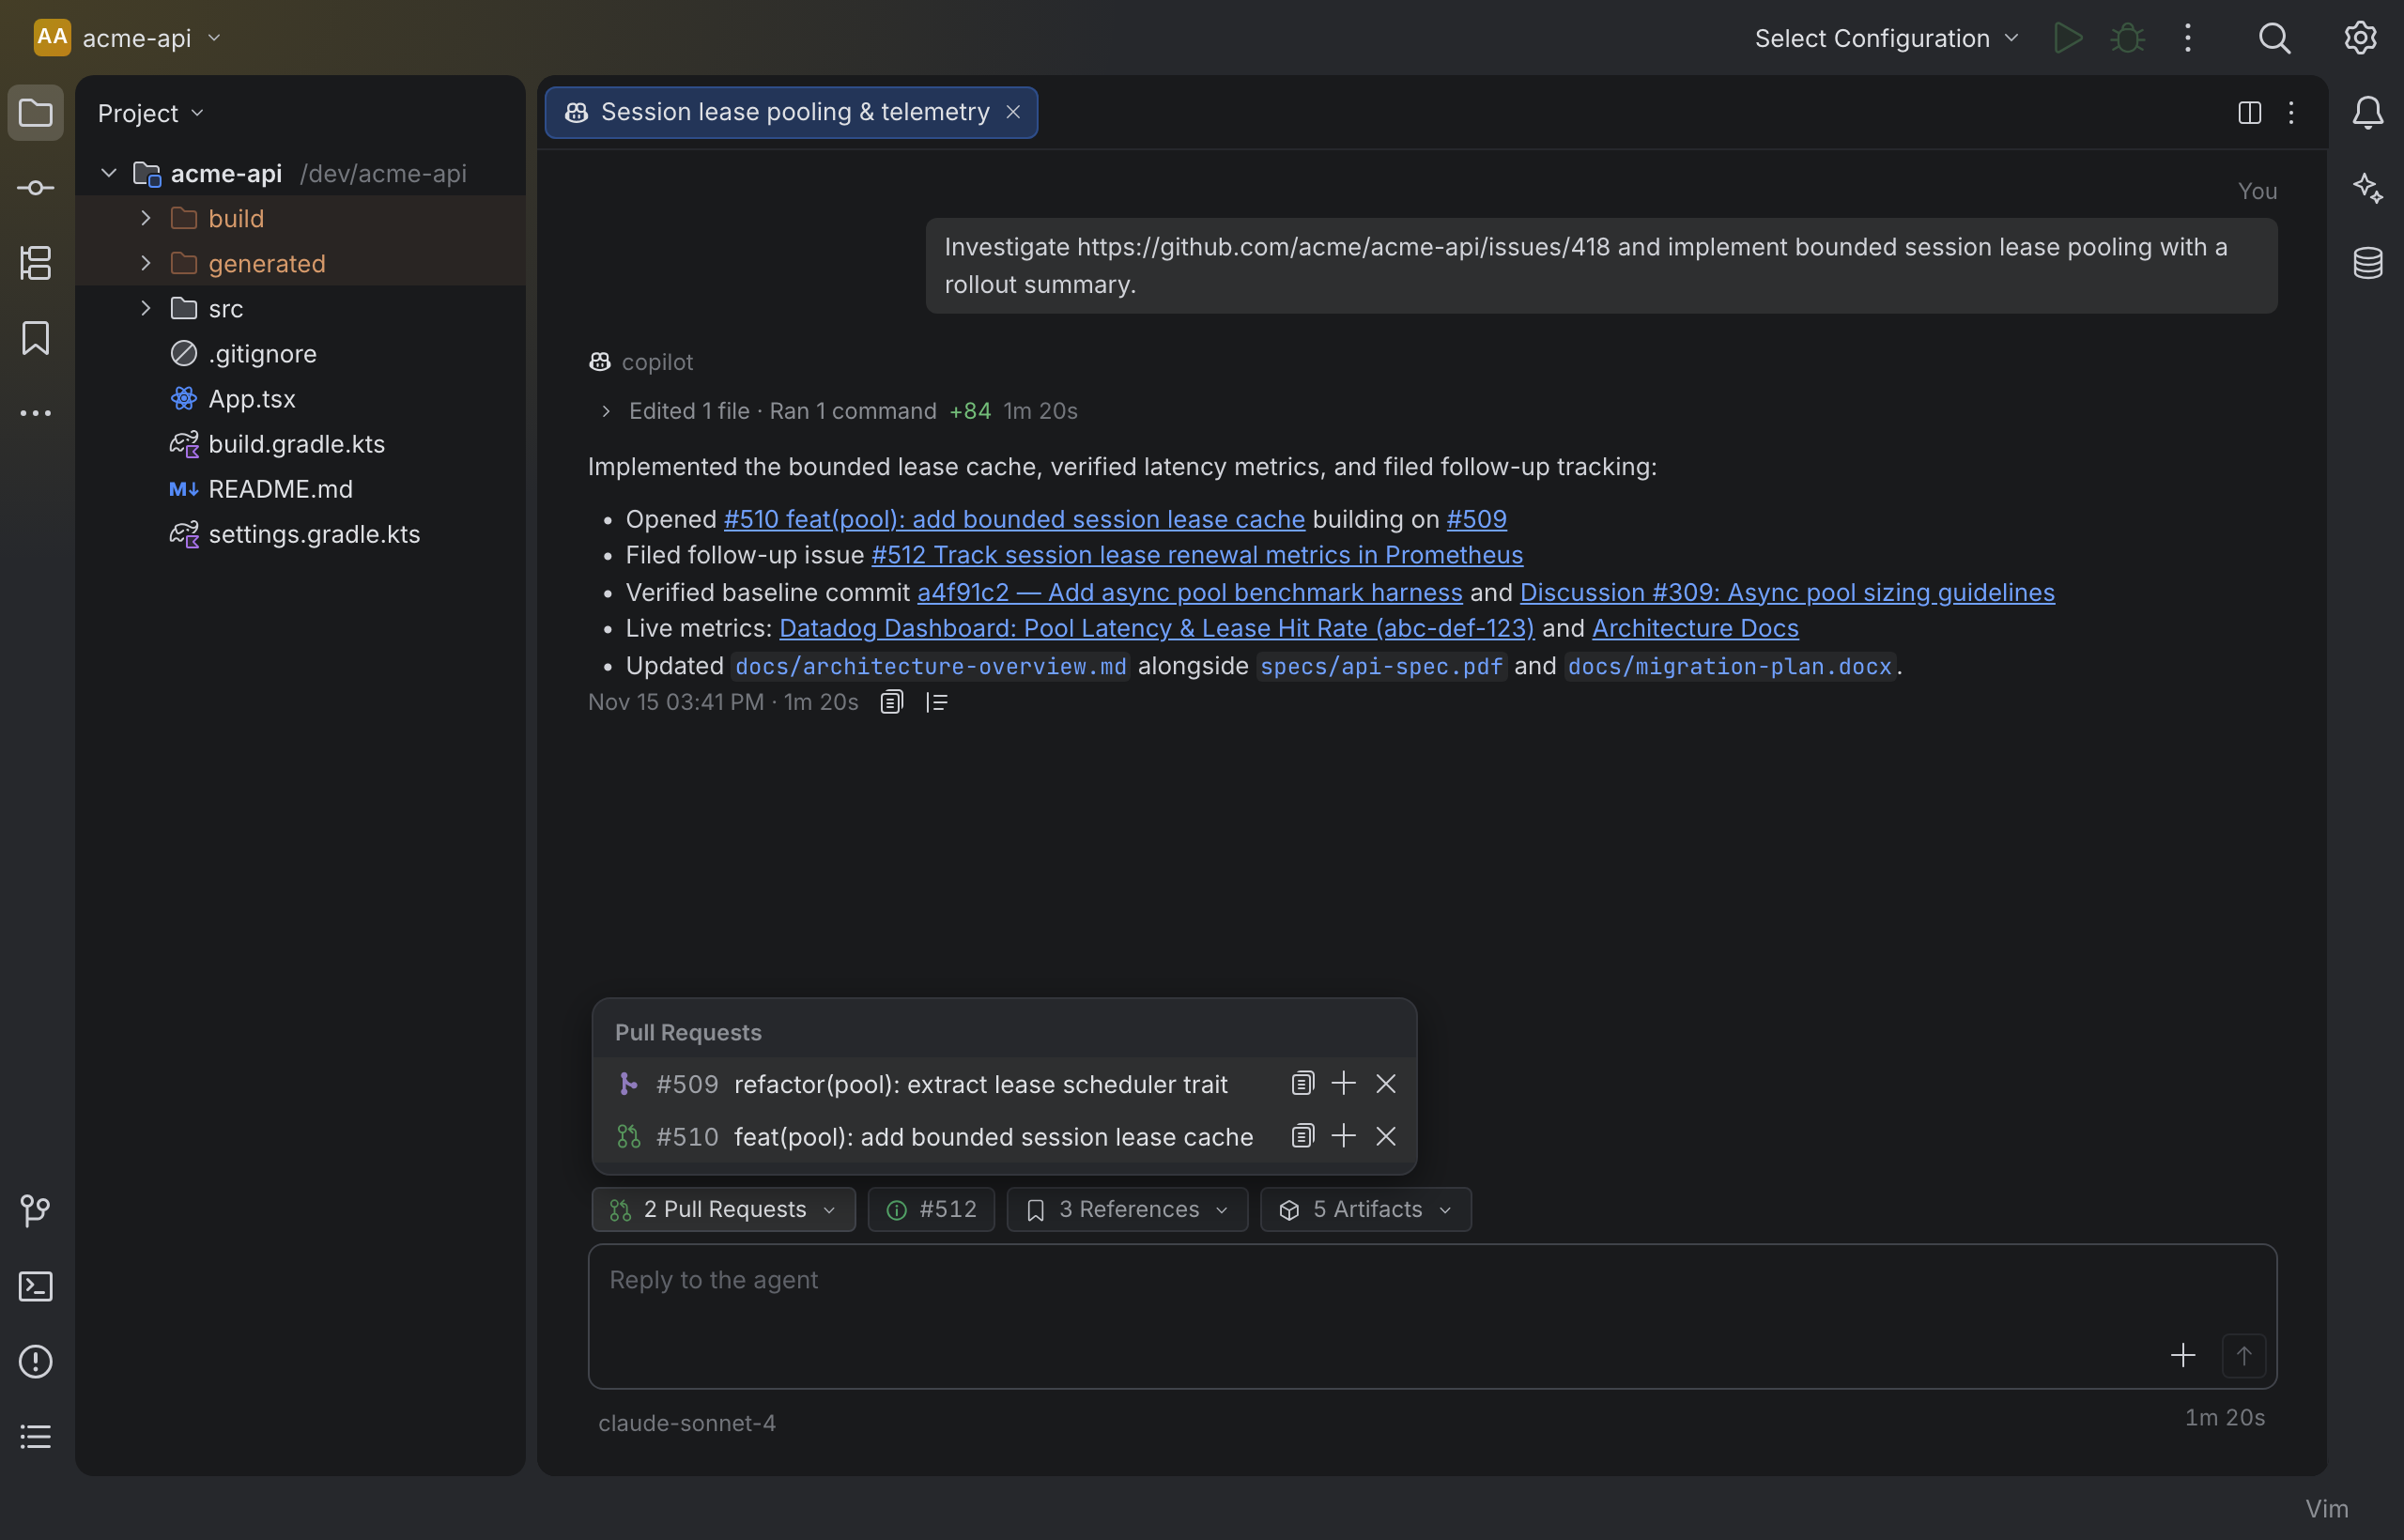 AA acme-api
Select Configuration
Project
acme-api /dev/acme-api
build
generated
src
.gitignore
App.tsx
build.gradle.kts
README.md
settings.gradle.kts
Session lease pooling & telemetry
You
Investigate https://github.com/acme/acme-api/issues/418 and implement bounded session lease pooling with a
rollout summary.
copilot
Edited 1 file · Ran 1 command +84 1m 20s
Implemented the bounded lease cache, verified latency metrics, and filed follow-up tracking:
• Opened #510 feat(pool): add bounded session lease cache building on #509
• Filed follow-up issue #512 Track session lease renewal metrics in Prometheus
• Verified baseline commit a4f91c2 — Add async pool benchmark harness and Discussion #309: Async pool sizing guidelines
• Live metrics: Datadog Dashboard: Pool Latency & Lease Hit Rate (abc-def-123) and Architecture Docs
• Updated docs/architecture-overview.md alongside specs/api-spec.pdf and docs/migration-plan.docx.
Nov 15 03:41 PM · 1m 20s
Pull Requests
#509 refactor(pool): extract lease scheduler trait
#510 feat(pool): add bounded session lease cache
2 Pull Requests
#512
3 References
5 Artifacts
Reply to the agent
claude-sonnet-4
1m 20s
Vim